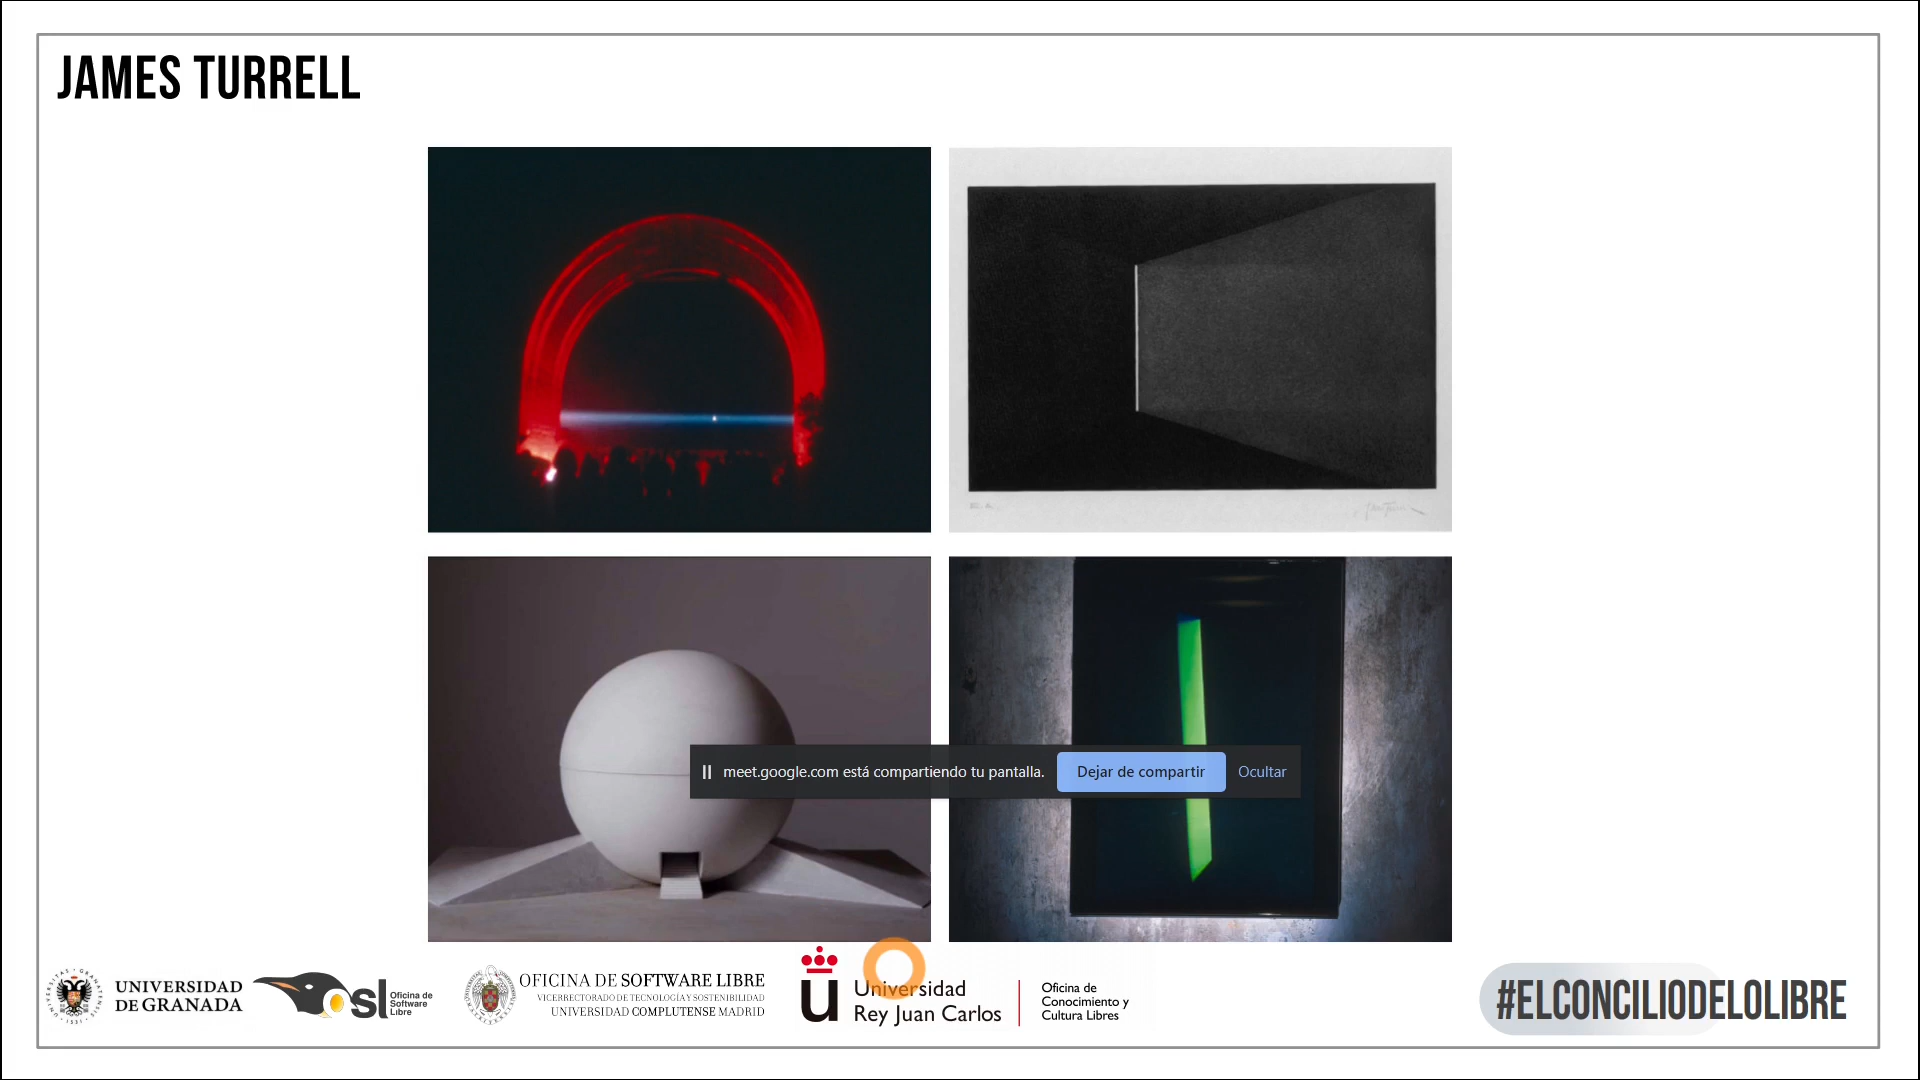 JAMES TURRELL
meet.google.com está compartiendo tu pantalla.
Dejar de compartir
Ocultar
UNIVERSIDAD
DE GRANADA
osl
Oficina de
Software
Libre
OFICINA DE SOFTWARE LIBRE
VICERRECTORADO DE TECNOLOGÍA Y SOSTENIBILIDAD
UNIVERSIDAD COMPLUTENSE MADRID
u
Universidad
Rey Juan Carlos
Oficina de
Conocimiento y
Cultura Libres
#ELCONCILIODELOLIBRE